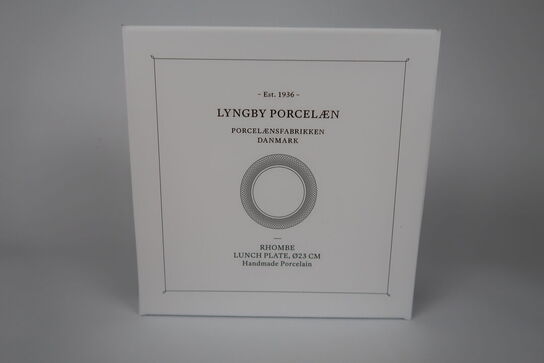 - Est. 1936 -
LYNGBY PORCELÆN
PORCELÆNSFABRIKKEN
DANMARK
RHOMBE
LUNCH PLATE, Ø23 CM
Handmade Porcelain